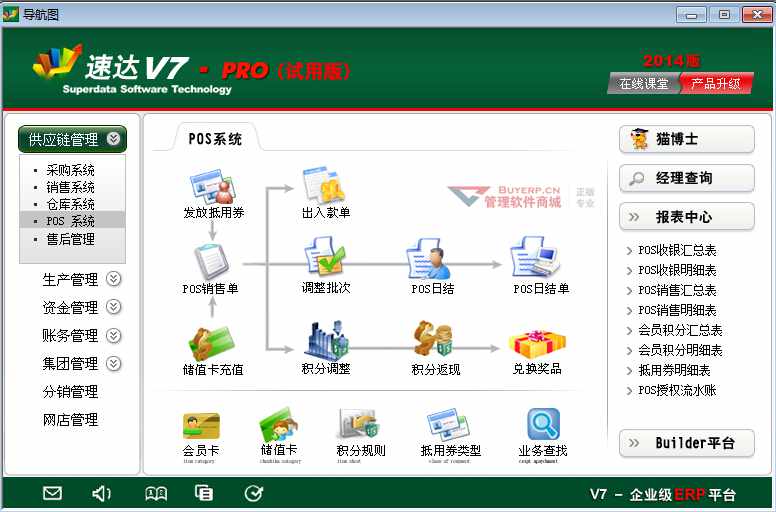 导航图
速达V7·PRO（试用版）
Superdata Software Technology
2014版
在线课堂 产品升级
供应链管理
采购系统
销售系统
仓库系统
POS 系统
售后管理
生产管理
资金管理
账务管理
集团管理
分销管理
网店管理
POS系统
BUYERP.CN
管理软件商城
正版
专业
发放抵用券
出入款单
POS销售单
调整批次
POS日结
POS日结单
储值卡充值
积分调整
积分返现
兑换奖品
会员卡
储值卡
积分规则
抵用券类型
业务查找
猫博士
经理查询
报表中心
POS收银汇总表
POS收银明细表
POS销售汇总表
POS销售明细表
会员积分汇总表
会员积分明细表
抵用券明细表
POS授权流水账
Builder平台
V7 - 企业级ERP平台